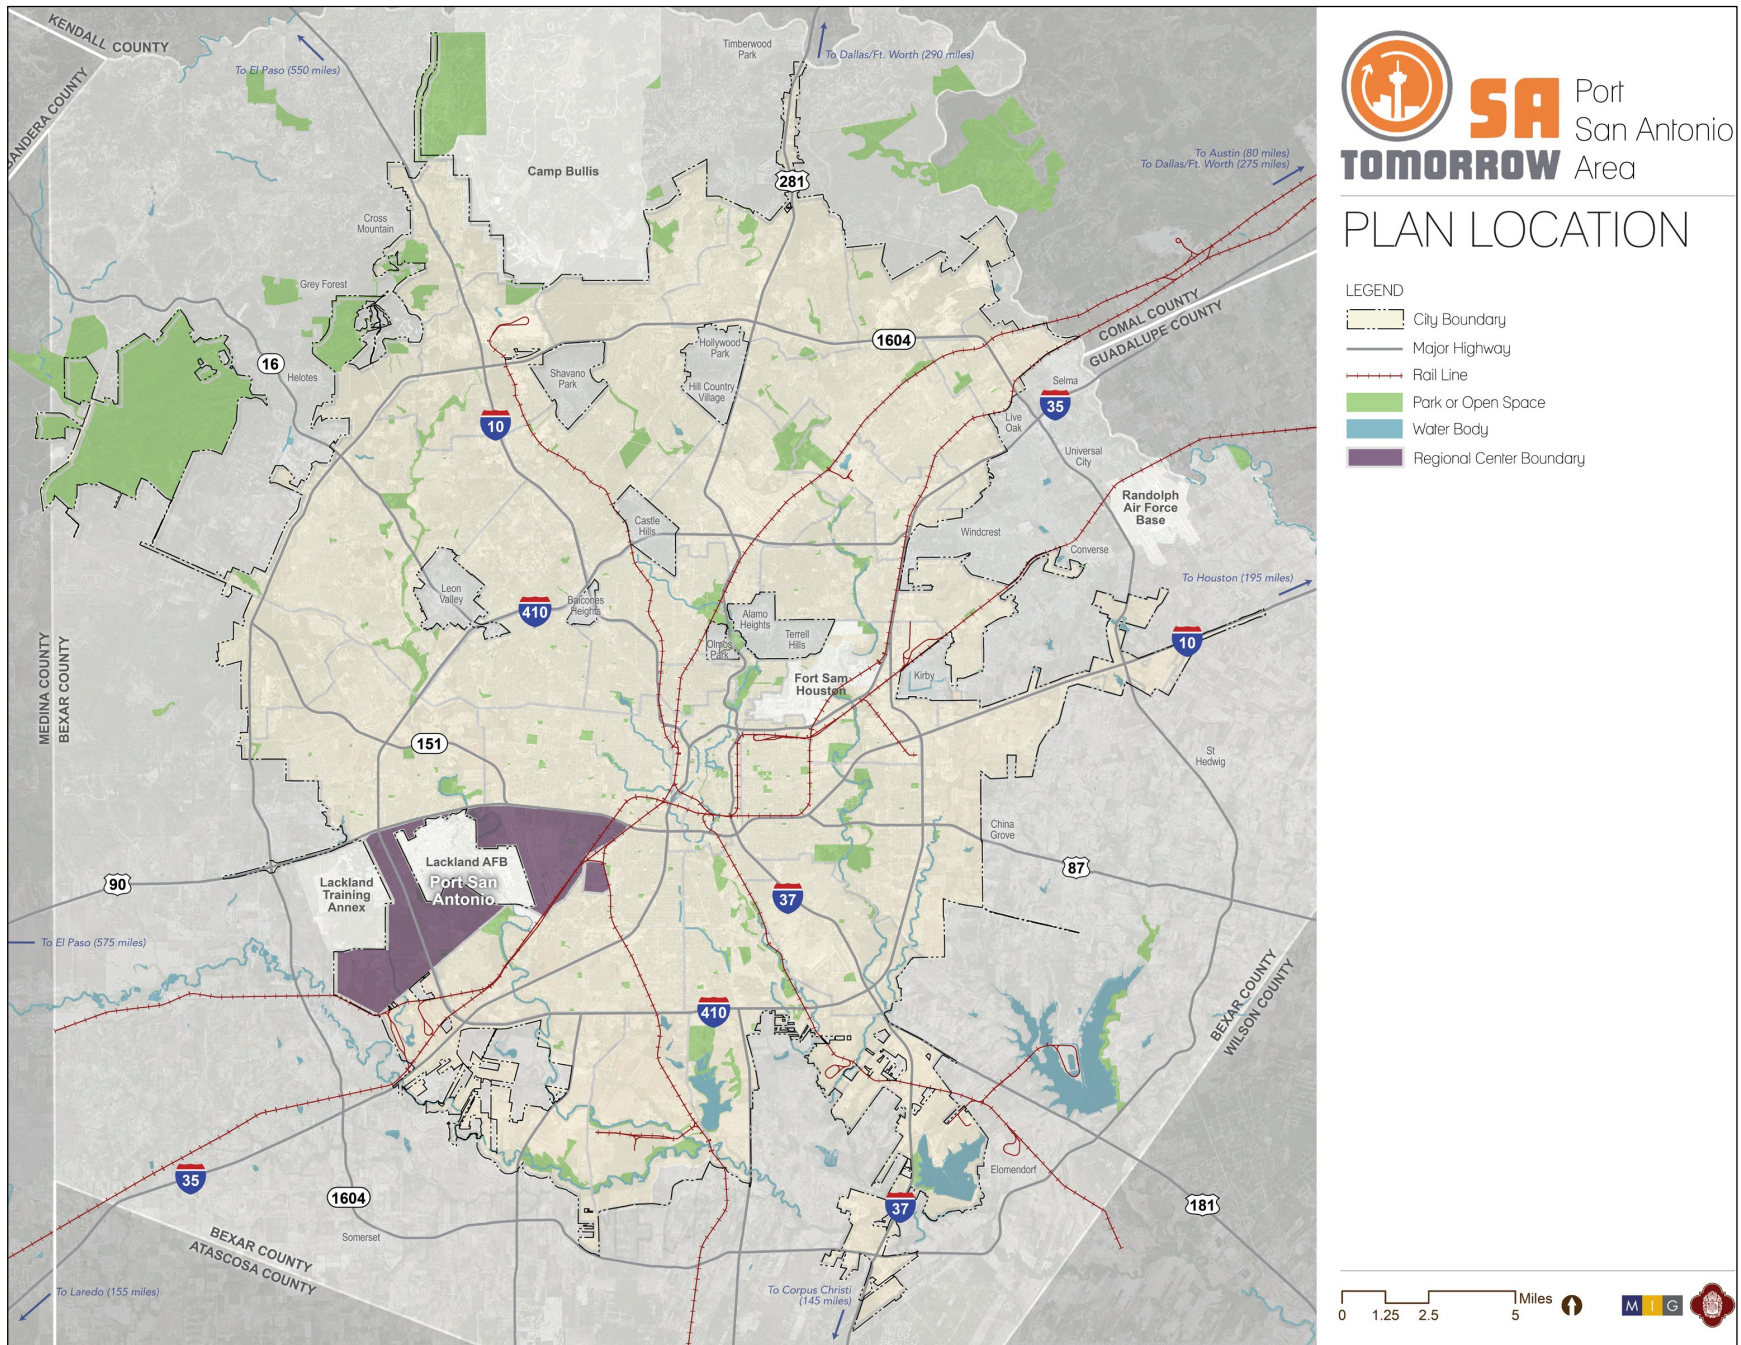 KENDALL COUNTY
BANDERA COUNTY
To El Paso (550 miles)
Timberwood
Park
To Dallas/Ft. Worth (290 miles)
Camp Bullis
281
To Austin (80 miles)
To Dallas/Ft. Worth (275 miles)
Cross
Mountain
Grey Forest
COMAL COUNTY
GUADALUPE COUNTY
1604
Hollywood
Park
16
Helotes
Shavano
Park
Hill Country
Village
Selma
35
10
Live
Oak
Universal
City
Randolph
Air Force
Base
Castle
Hills
Windcrest
Converse
Leon
Valley
410
Balcones
Heights
Alamo
Heights
Terrell
Hills
Olmos
Park
To Houston (195 miles)
10
MEDINA COUNTY
BEXAR COUNTY
Fort Sam
Houston
Kirby
151
St
Hedwig
China
Grove
87
Lackland AFB
Port San
Antonio
Lackland
Training
Annex
90
37
To El Paso (575 miles)
410
BEXAR COUNTY
WILSON COUNTY
35
1604
Elomendorf
37
181
Somerset
BEXAR COUNTY
ATASCOSA COUNTY
To Laredo (155 miles)
To Corpus Christi
(145 miles)
SA
TOMORROW
Port
San Antonio
Area
PLAN LOCATION
LEGEND
City Boundary
Major Highway
Rail Line
Park or Open Space
Water Body
Regional Center Boundary
Miles
0 1.25 2.5 5
M I G